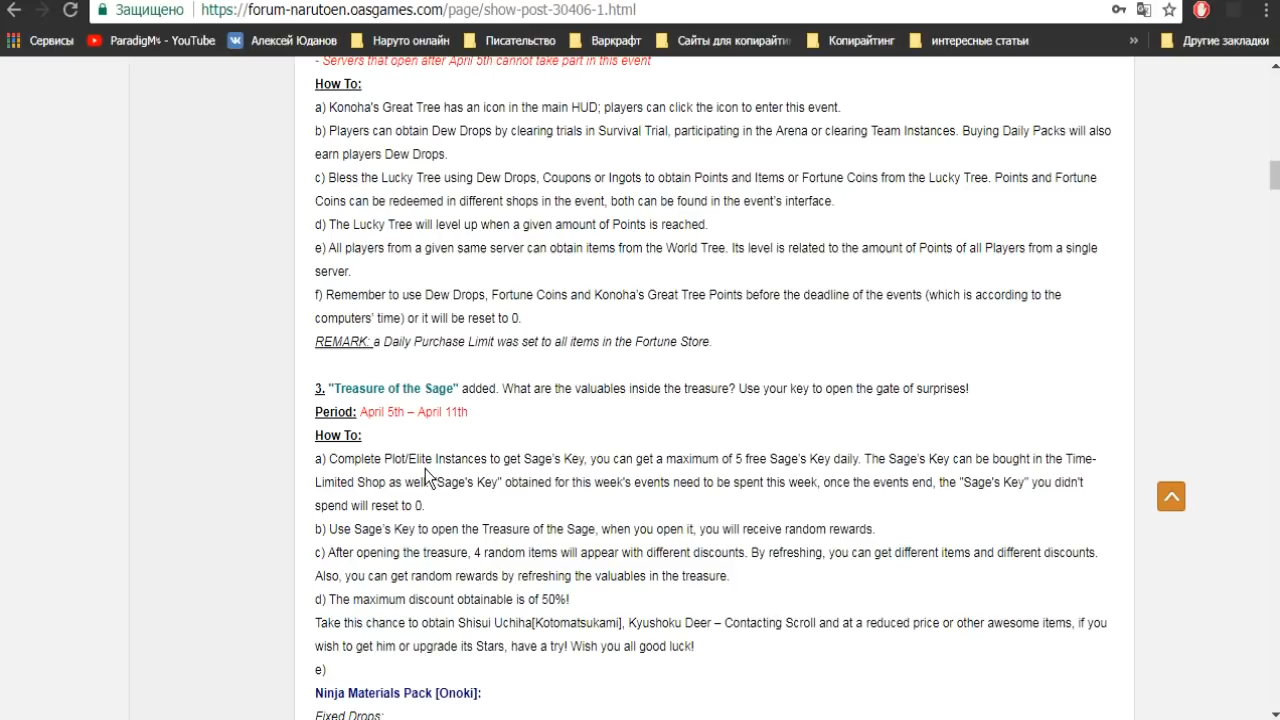 Защищено https://forum-narutoen.oasgames.com/page/show-post-30406-1.html
Сервисы ParadigM's - YouTube Алексей Юданов Наруто онлайн Писательство Варкрафт Сайты для копирайти Копирайтинг интересные статьи » Другие закладки
- Servers that open after April 5th cannot take part in this event
How To:
a) Konoha's Great Tree has an icon in the main HUD; players can click the icon to enter this event.
b) Players can obtain Dew Drops by clearing trials in Survival Trial, participating in the Arena or clearing Team Instances. Buying Daily Packs will also
earn players Dew Drops.
c) Bless the Lucky Tree using Dew Drops, Coupons or Ingots to obtain Points and Items or Fortune Coins from the Lucky Tree. Points and Fortune
Coins can be redeemed in different shops in the event, both can be found in the event's interface.
d) The Lucky Tree will level up when a given amount of Points is reached.
e) All players from a given same server can obtain items from the World Tree. Its level is related to the amount of Points of all Players from a single
server.
f) Remember to use Dew Drops, Fortune Coins and Konoha's Great Tree Points before the deadline of the events (which is according to the
computers' time) or it will be reset to 0.
REMARK: a Daily Purchase Limit was set to all items in the Fortune Store.
3. "Treasure of the Sage" added. What are the valuables inside the treasure? Use your key to open the gate of surprises!
Period: April 5th – April 11th
How To:
a) Complete Plot/Elite Instances to get Sage's Key, you can get a maximum of 5 free Sage's Key daily. The Sage's Key can be bought in the Time-
Limited Shop as well. "Sage's Key" obtained for this week's events need to be spent this week, once the events end, the "Sage's Key" you didn't
spend will reset to 0.
b) Use Sage's Key to open the Treasure of the Sage, when you open it, you will receive random rewards.
c) After opening the treasure, 4 random items will appear with different discounts. By refreshing, you can get different items and different discounts.
Also, you can get random rewards by refreshing the valuables in the treasure.
d) The maximum discount obtainable is of 50%!
Take this chance to obtain Shisui Uchiha[Kotomatsukami], Kyushoku Deer – Contacting Scroll and at a reduced price or other awesome items, if you
wish to get him or upgrade its Stars, have a try! Wish you all good luck!
e)
Ninja Materials Pack [Onoki]:
Fixed Drops: